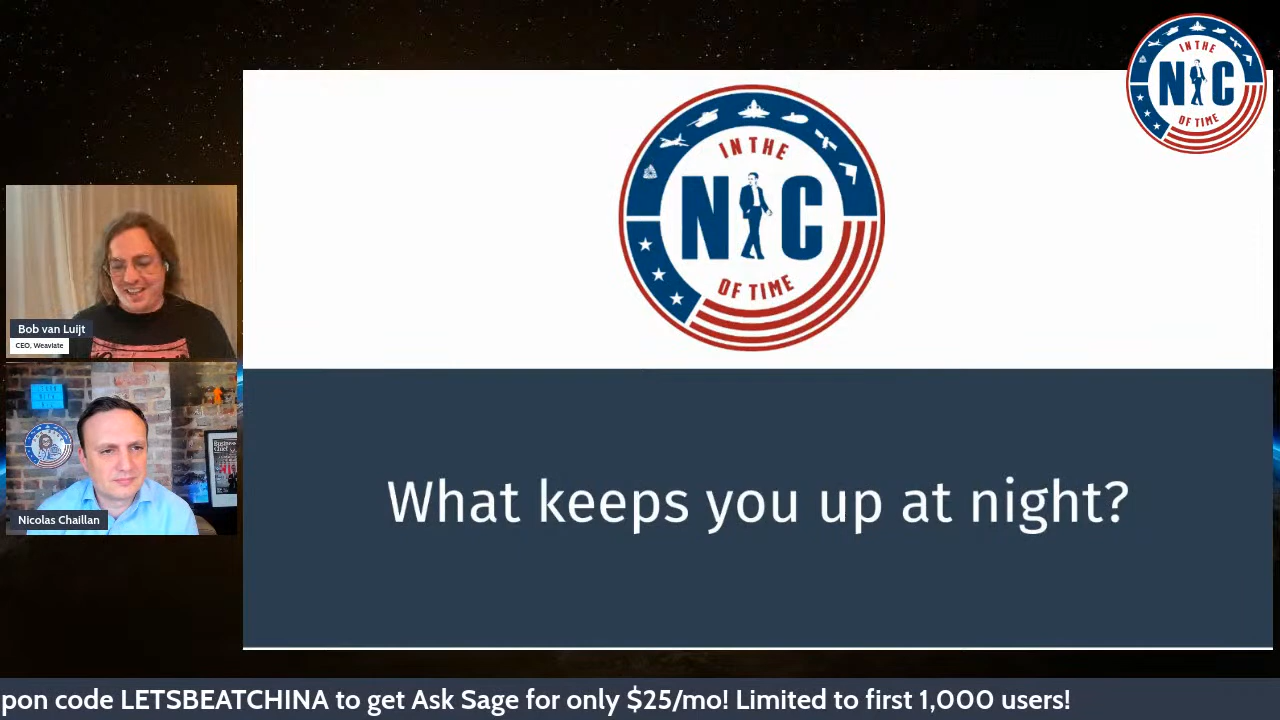 IN THE
NIC
OF TIME
IN THE
NIC
OF TIME
Bob van Luijt
CEO, Weaviate
Nicolas Chaillan
What keeps you up at night?
pon code LETSBEATCHINA to get Ask Sage for only $25/mo! Limited to first 1,000 users!